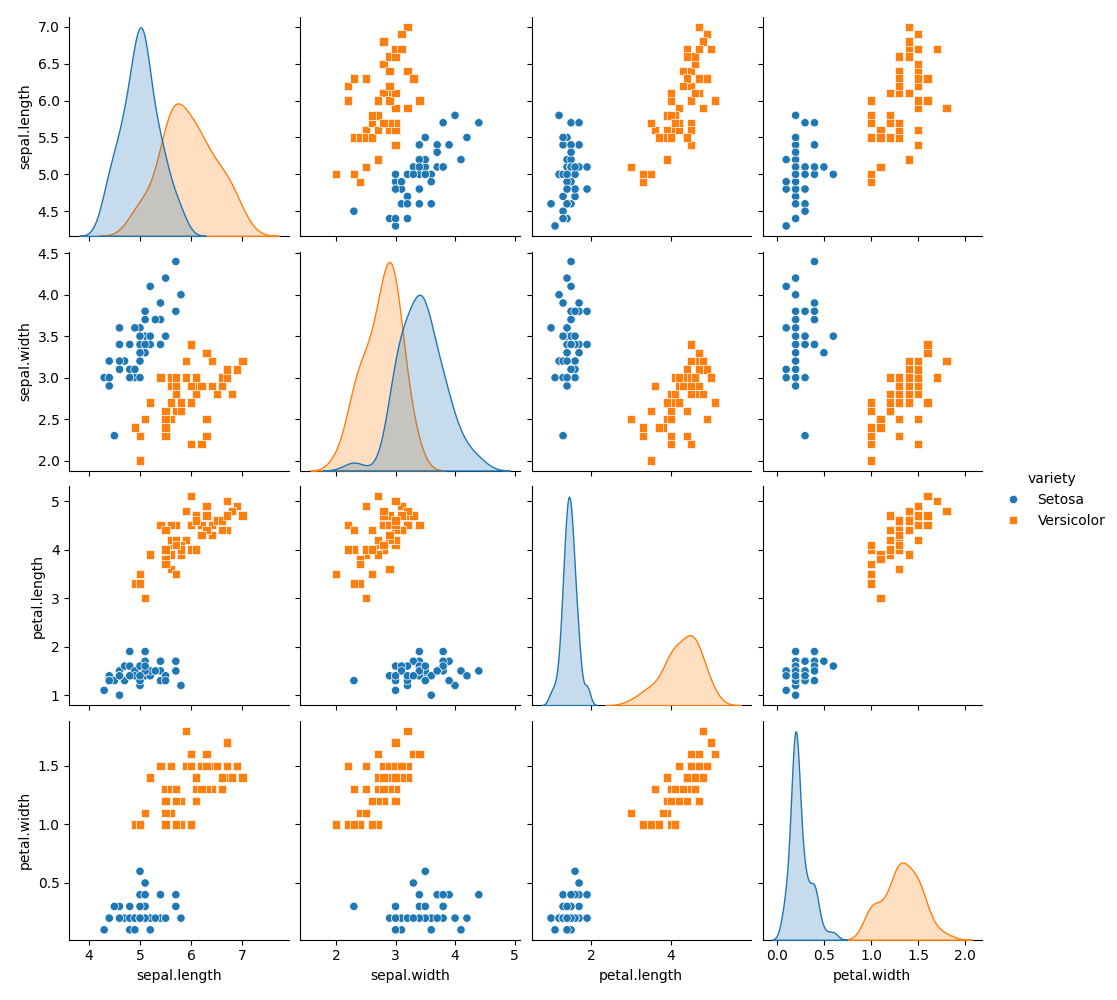 7.0
6.5
6.0
5.5
5.0
4.5
sepal.length
4.5
4.0
3.5
3.0
2.5
2.0
sepal.width
5
4
3
2
1
petal.length
1.5
1.0
0.5
petal.width
4 5 6 7
sepal.length
2 3 4 5
sepal.width
2 4
petal.length
0.0 0.5 1.0 1.5 2.0
petal.width
variety
Setosa
Versicolor